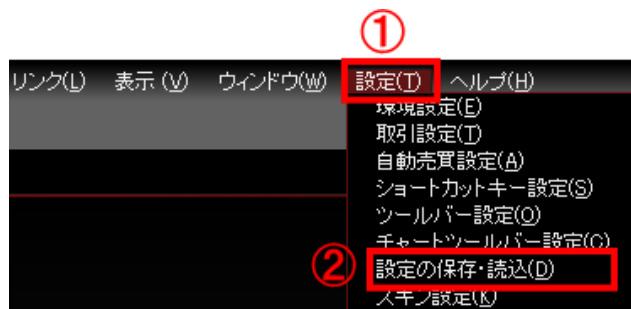 ①
リンク(L) 表示(V) ウィンドウ(W) 設定(T) ヘルプ(H)
環境設定(E)
取引設定(T)
自動売買設定(A)
ショートカットキー設定(S)
ツールバー設定(O)
チャートツールバー設定(C)
② 設定の保存・読込(D)
スキン設定(K)